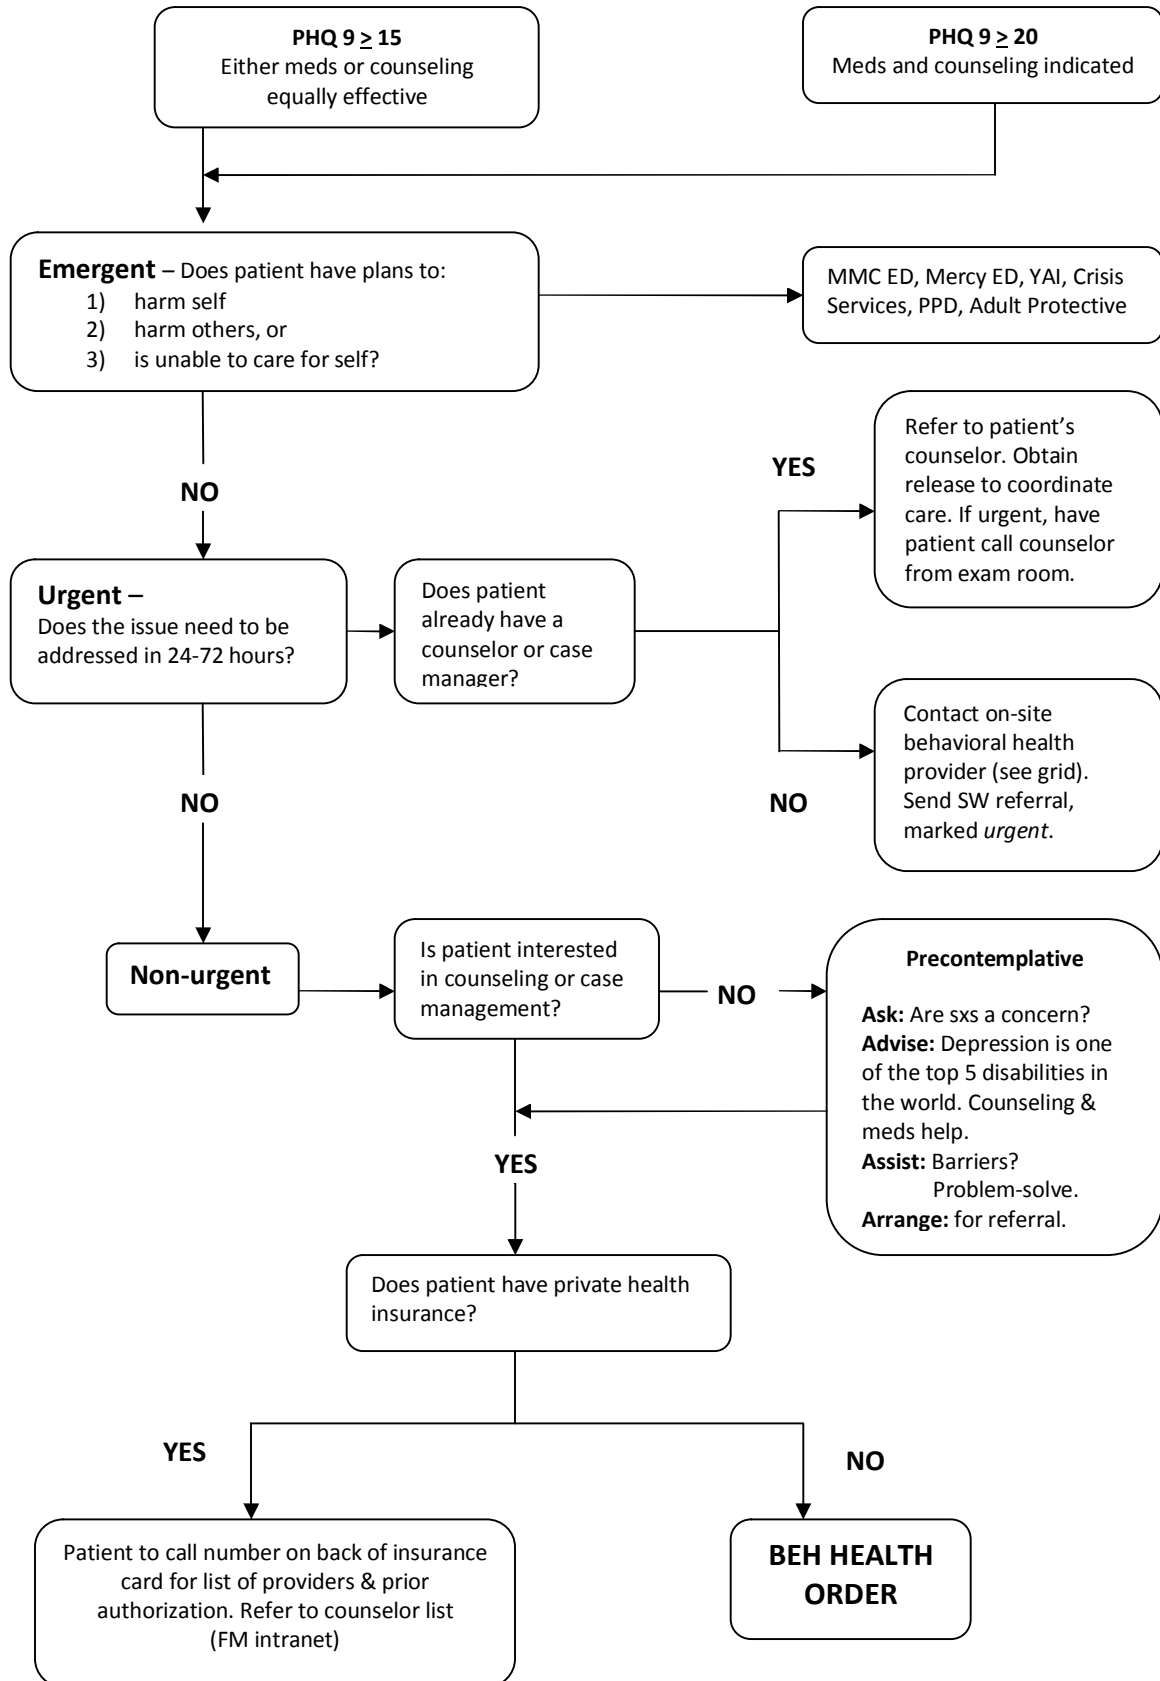 PHQ 9 ≥ 15
Either meds or counseling
equally effective
PHQ 9 ≥ 20
Meds and counseling indicated
Emergent – Does patient have plans to:
1) harm self
2) harm others, or
3) is unable to care for self?
MMC ED, Mercy ED, YAI, Crisis
Services, PPD, Adult Protective
NO
YES
Refer to patient’s
counselor. Obtain
release to coordinate
care. If urgent, have
patient call counselor
from exam room.
Urgent –
Does the issue need to be
addressed in 24-72 hours?
Does patient
already have a
counselor or case
manager?
NO
NO
Contact on-site
behavioral health
provider (see grid).
Send SW referral,
marked urgent.
Non-urgent
Is patient interested
in counseling or case
management?
NO
Precontemplative
Ask: Are sxs a concern?
Advise: Depression is one
of the top 5 disabilities in
the world. Counseling &
meds help.
Assist: Barriers?
Problem-solve.
Arrange: for referral.
YES
Does patient have private health
insurance?
YES
NO
Patient to call number on back of insurance
card for list of providers & prior
authorization. Refer to counselor list
(FM intranet)
BEH HEALTH
ORDER